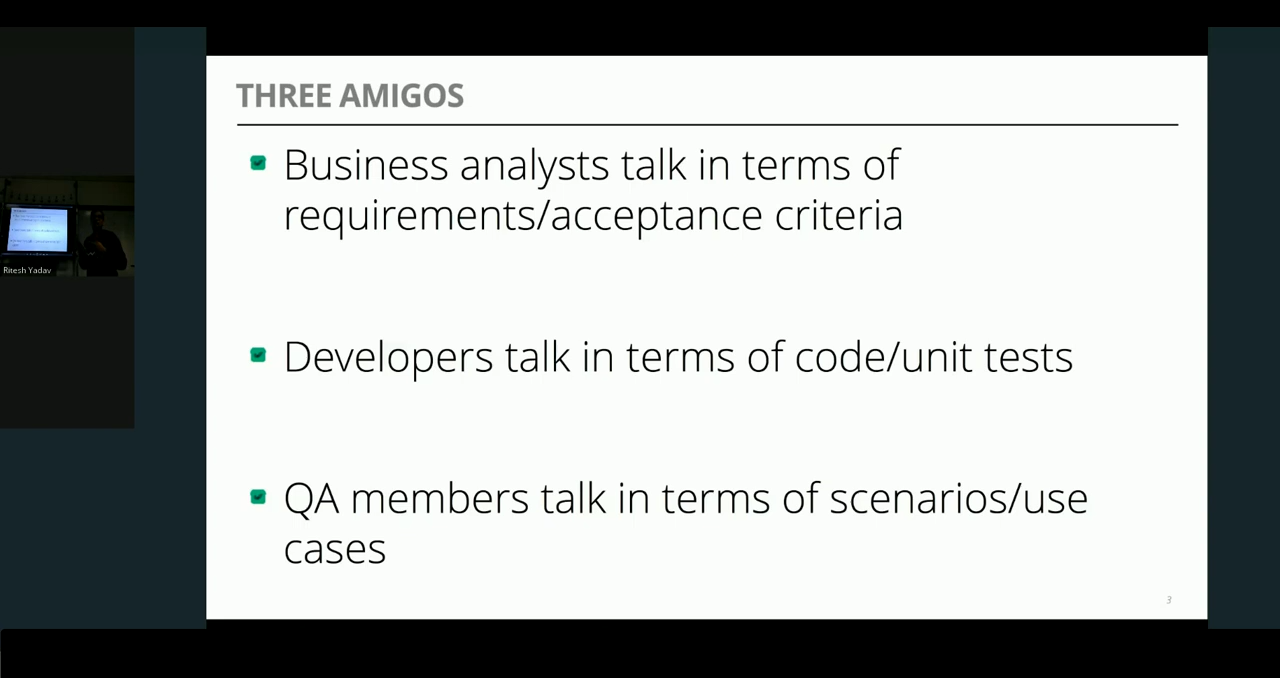 THREE AMIGOS
Business analysts talk in terms of
requirements/acceptance criteria
Developers talk in terms of code/unit tests
QA members talk in terms of scenarios/use
cases
3
Ritesh Yadav